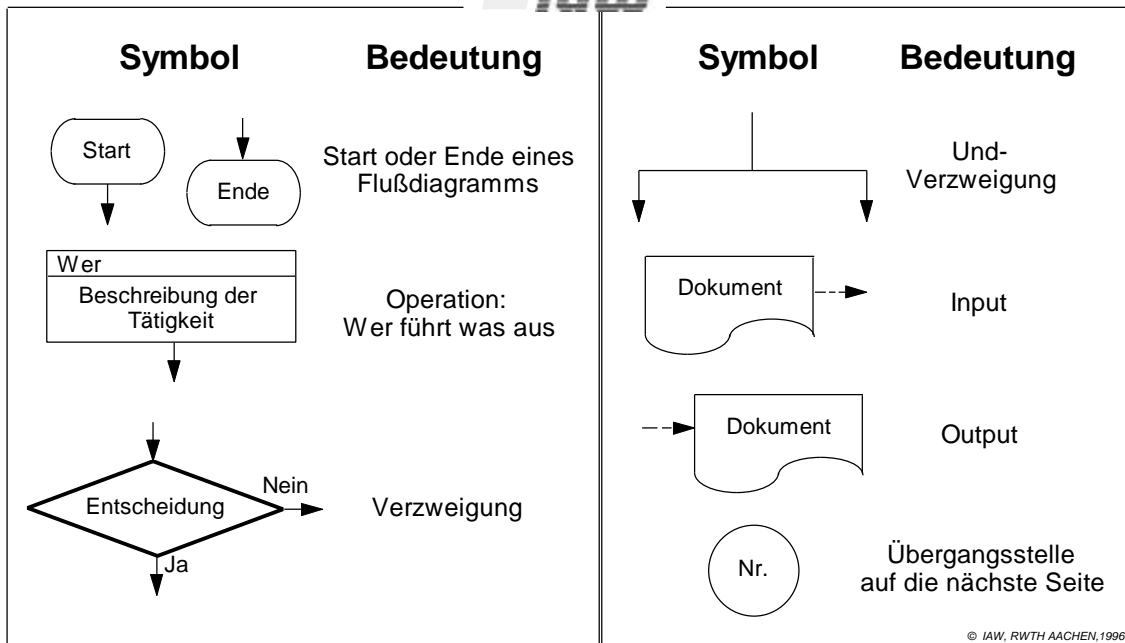 iaw
Symbol Bedeutung
Start
Ende
Start oder Ende eines
Flußdiagramms
Wer
Beschreibung der
Tätigkeit
Operation:
Wer führt was aus
Entscheidung
Nein
Ja
Verzweigung
Symbol Bedeutung
Und-
Verzweigung
Dokument
Input
Dokument
Output
Nr.
Übergangsstelle
auf die nächste Seite
© IAW, RWTH AACHEN,1996